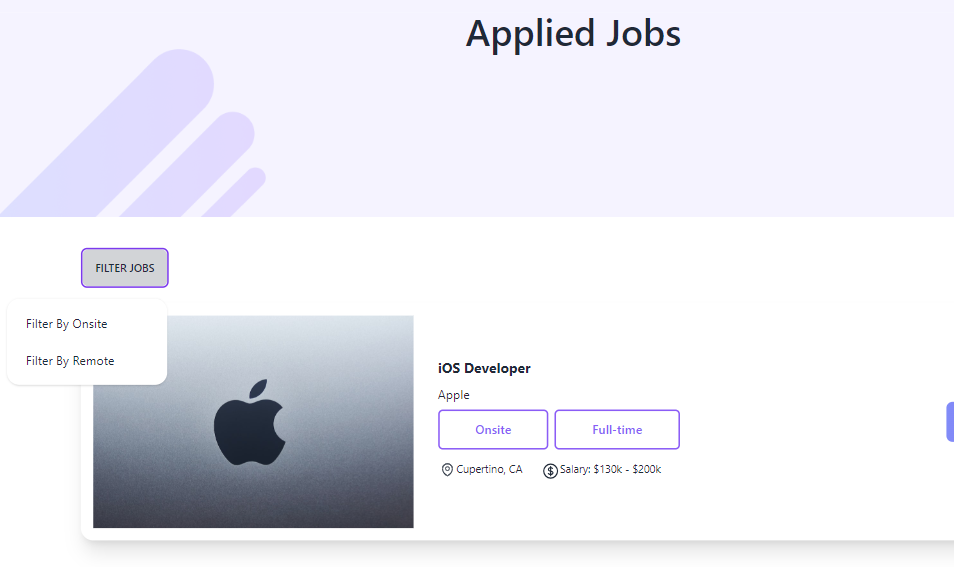 Applied Jobs
FILTER JOBS
Filter By Onsite
Filter By Remote
iOS Developer
Apple
Onsite Full-time
Cupertino, CA Salary: $130k - $200k